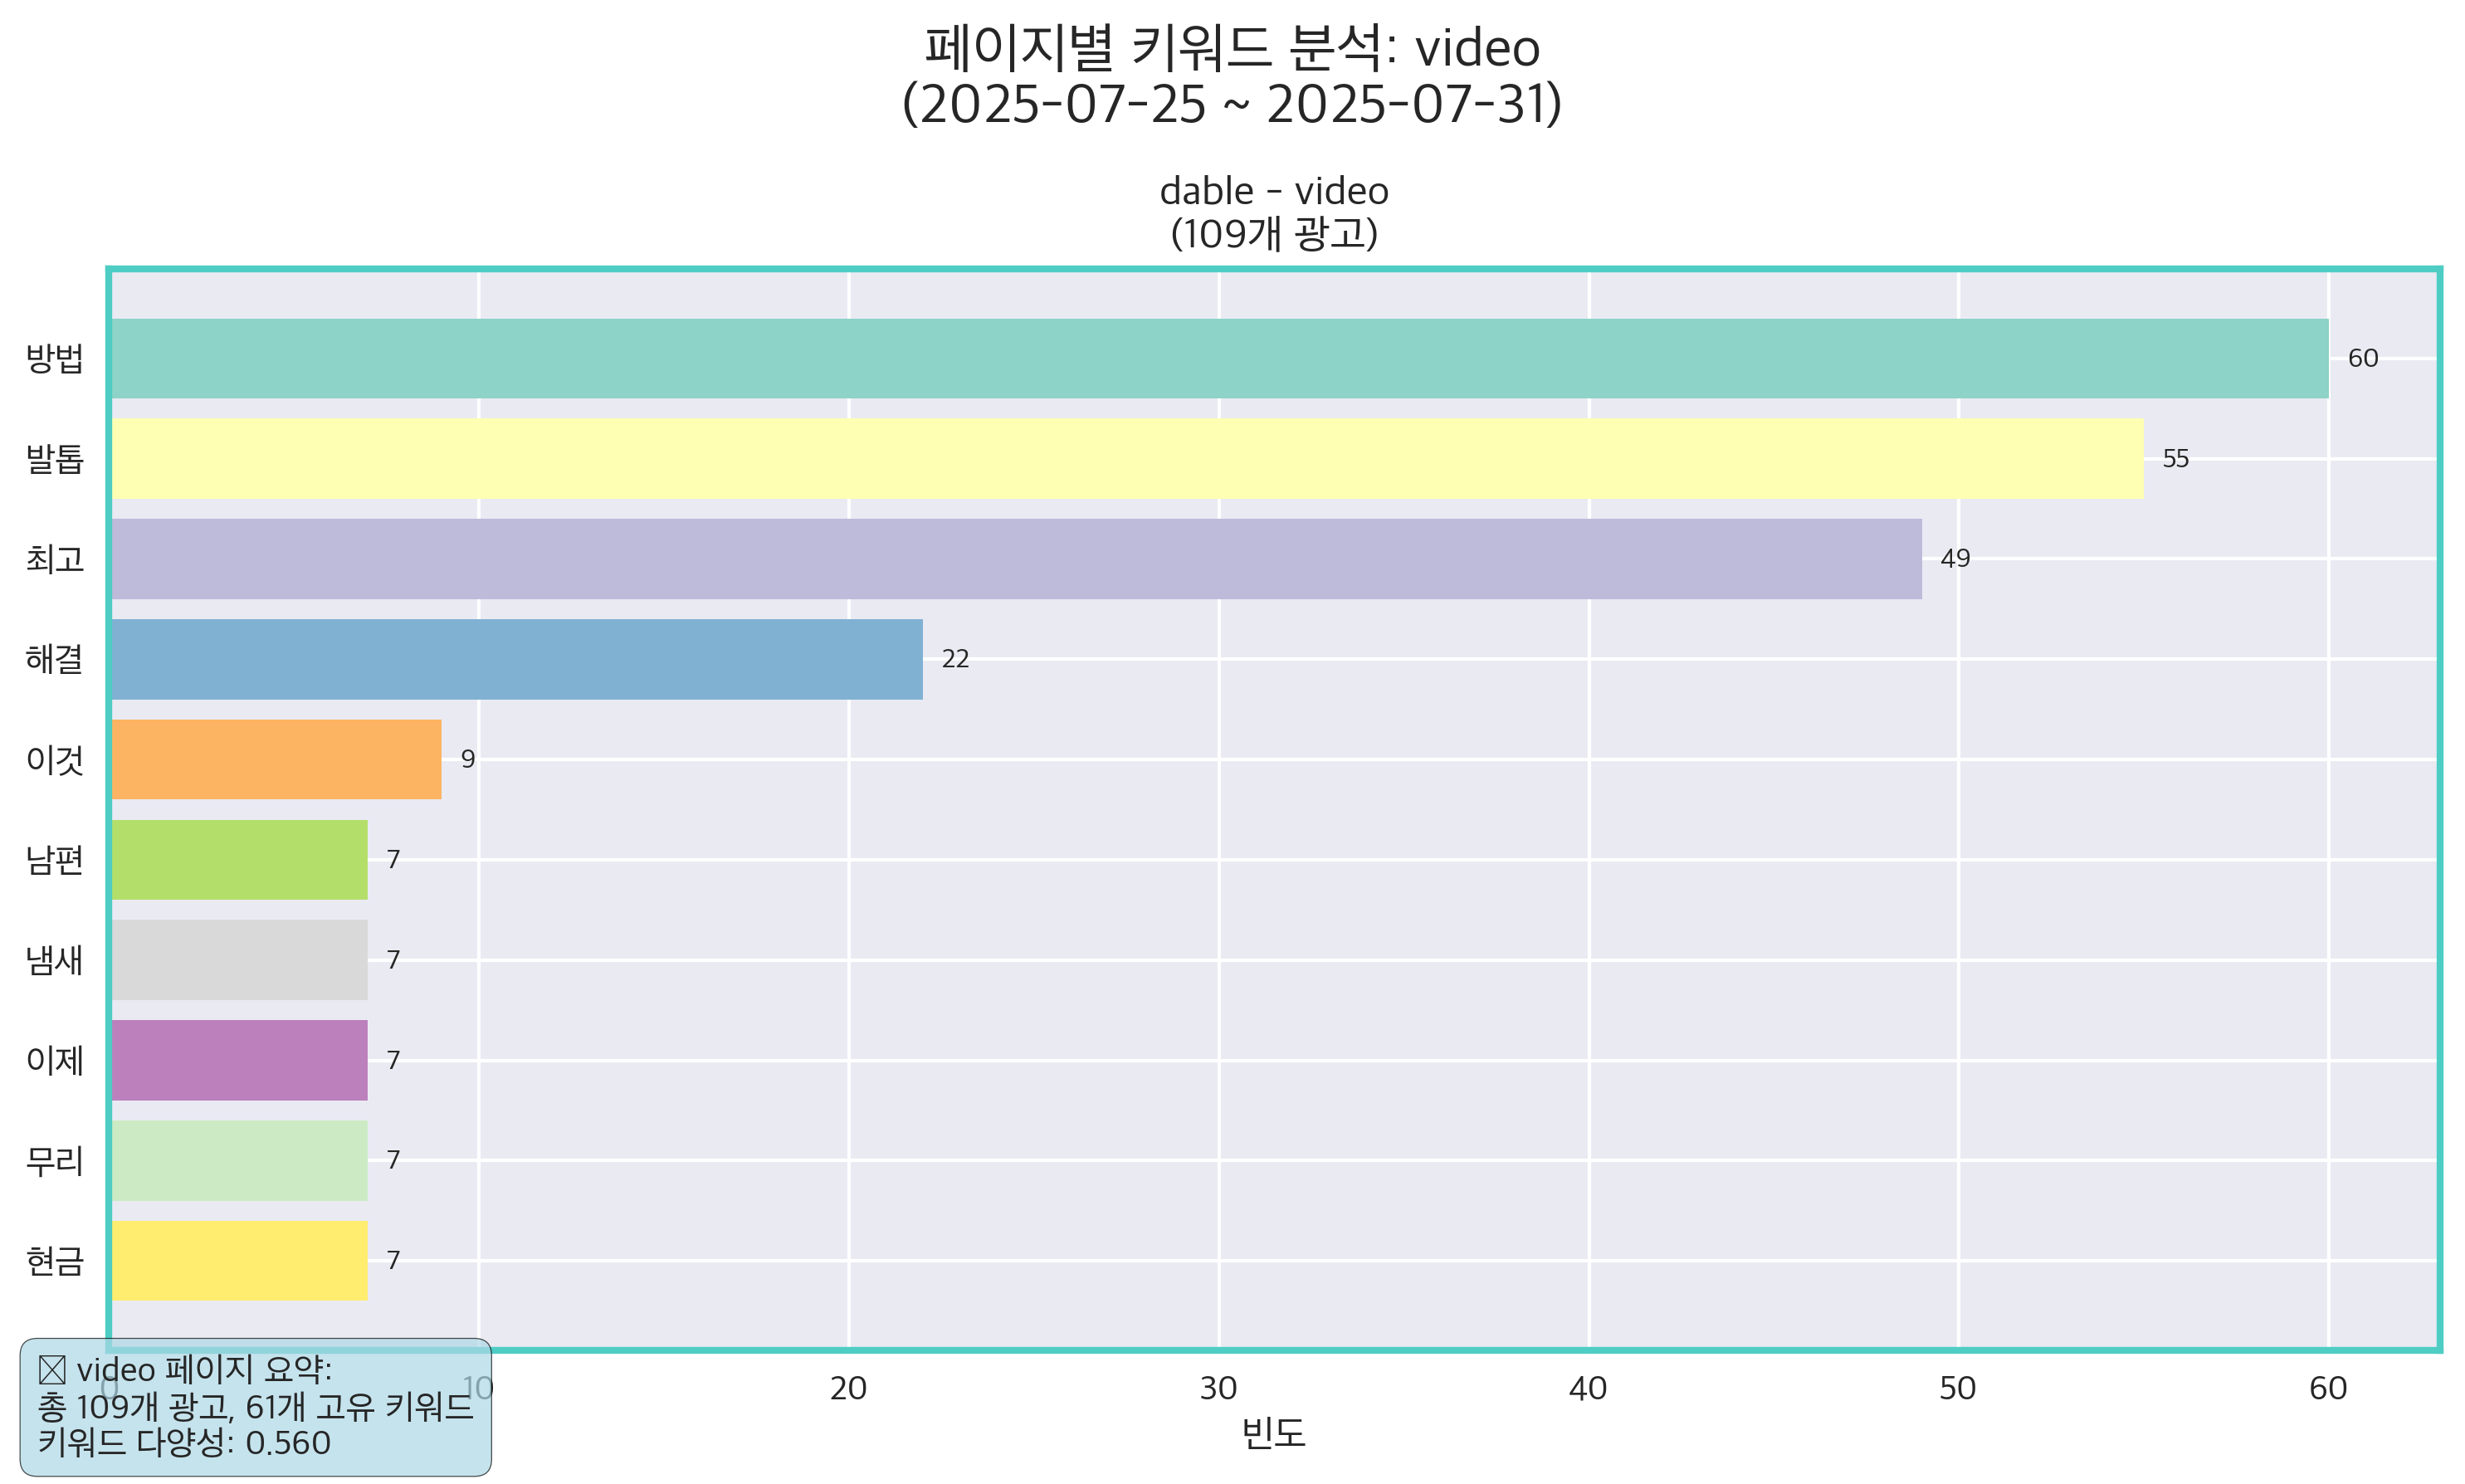 페이지별 키워드 분석: video
(2025-07-25 ~ 2025-07-31)
dable - video
(109개 광고)
방법
60
발톱
55
최고
49
해결
22
이것
9
남편
7
냄새
7
이제
7
무리
7
현금
7
0
10
20
30
40
50
60
빈도
video 페이지 요약:
총 109개 광고, 61개 고유 키워드
키워드 다양성: 0.560